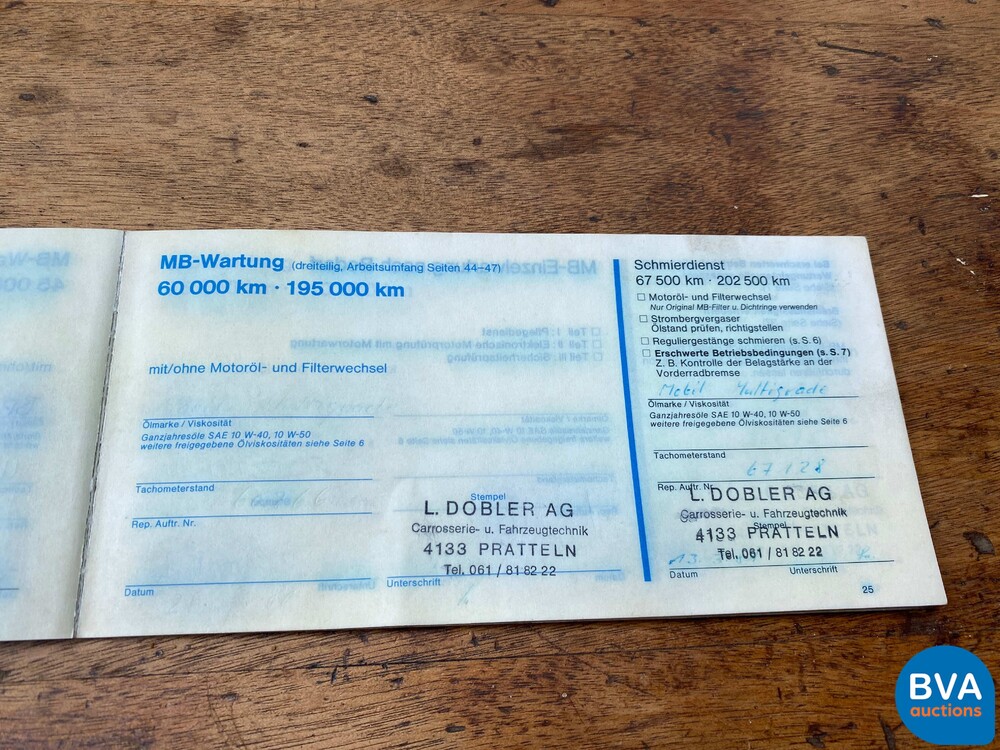 MB-Wartung (dreiteilig, Arbeitsumfang Seiten 44-47)
60 000 km · 195 000 km
mit/ohne Motoröl- und Filterwechsel
Ölmarke / Viskosität
Ganzjahresöle SAE 10 W-40, 10 W-50
weitere freigegebene Ölviskositäten siehe Seite 6
Tachometerstand
Rep. Auftr. Nr.
Stempel
L. DOBLER AG
Carrosserie- u. Fahrzeugtechnik
4133 PRATTELN
Tel. 061 / 81 82 22
Datum
Unterschrift
Schmierdienst
67 500 km · 202 500 km
Motoröl- und Filterwechsel
Nur Original MB-Filter u. Dichtringe verwenden
Strombergvergaser
Ölstand prüfen, richtigstellen
Reguliergestänge schmieren (s. S. 6)
Erschwerte Betriebsbedingungen (s. S. 7)
Z. B. Kontrolle der Belagstärke an der
Vorderradbremse
Mobil Multigrade
Ölmarke / Viskosität
Ganzjahresöle SAE 10 W-40, 10 W-50
weitere freigegebene Ölviskositäten siehe Seite 6
Tachometerstand
67128
Rep. Auftr. Nr.
L. DOBLER AG
Carrosserie- u. Fahrzeugtechnik
Stempel
4133 PRATTELN
Tel. 061 / 81 82 22
Datum
Unterschrift
25
BVA
auctions